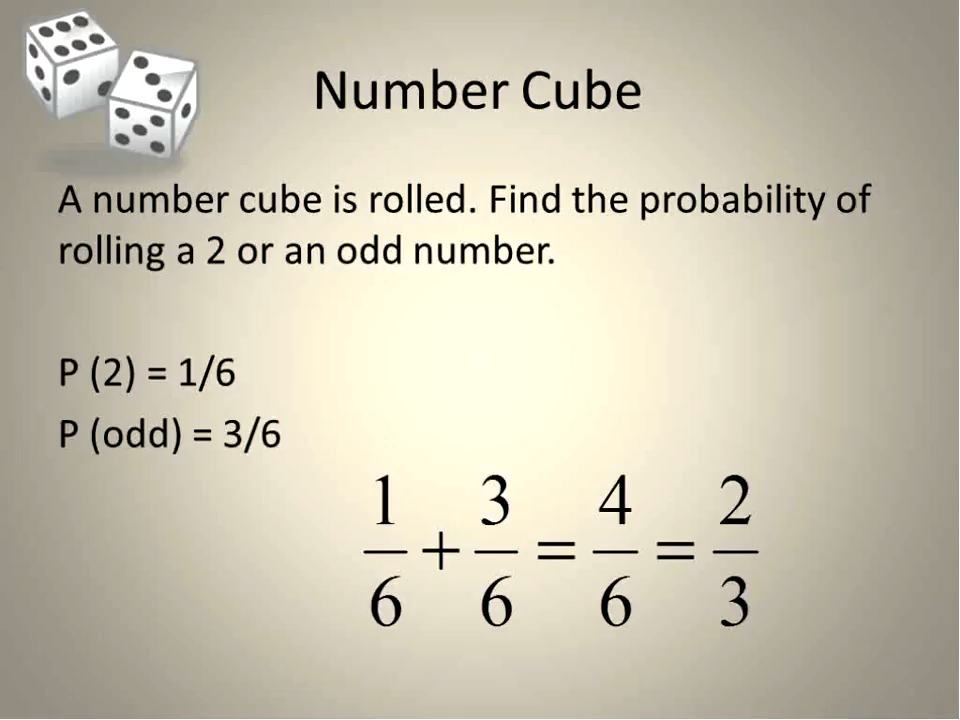 Number Cube
A number cube is rolled. Find the probability of
rolling a 2 or an odd number.
P (2) = 1/6
P (odd) = 3/6
1/6 + 3/6 = 4/6 = 2/3